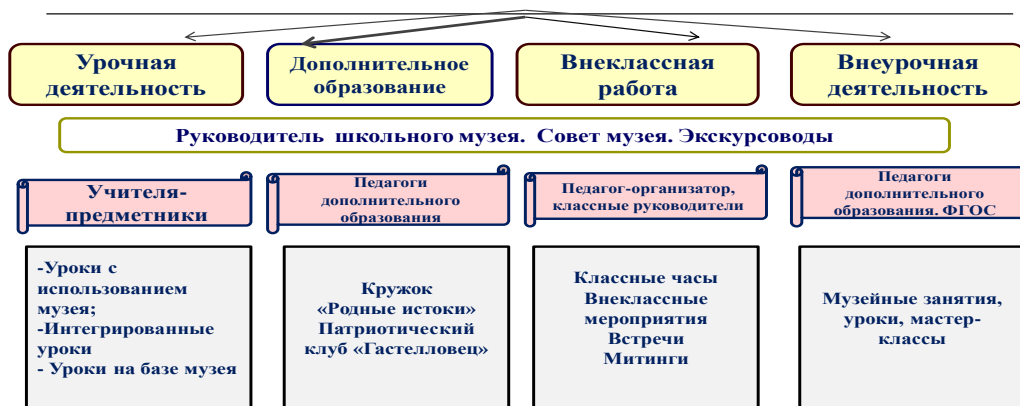 Урочная
деятельность
Дополнительное
образование
Внеклассная
работа
Внеурочная
деятельность
Руководитель школьного музея. Совет музея. Экскурсоводы
Учителя-
предметники
Педагоги
дополнительного
образования
Педагог-организатор,
классные руководители
Педагоги
дополнительного
образования. ФГОС
-Уроки с
использованием
музея;
-Интегрированные
уроки
- Уроки на базе музея
Кружок
«Родные истоки»
Патриотический
клуб «Гастелловец»
Классные часы
Внеклассные
мероприятия
Встречи
Митинги
Музейные занятия,
уроки, мастер-
классы